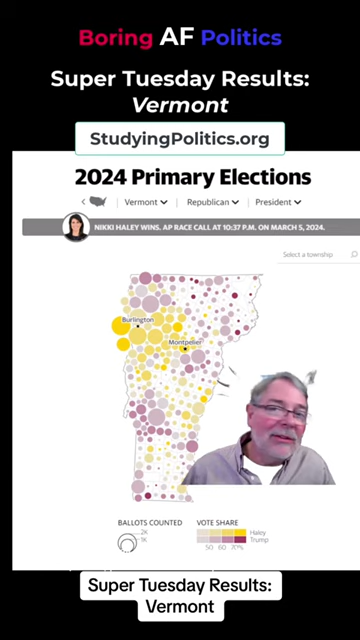 Boring AF Politics
Super Tuesday Results:
Vermont
StudyingPolitics.org
2024 Primary Elections
Vermont
Republican
President
NIKKI HALEY WINS. AP RACE CALL AT 10:37 P.M. ON MARCH 5, 2024.
Select a township
Burlington
Montpelier
BALLOTS COUNTED
2K
1K
VOTE SHARE
Haley
Trump
50 60 70%
Super Tuesday Results:
Vermont